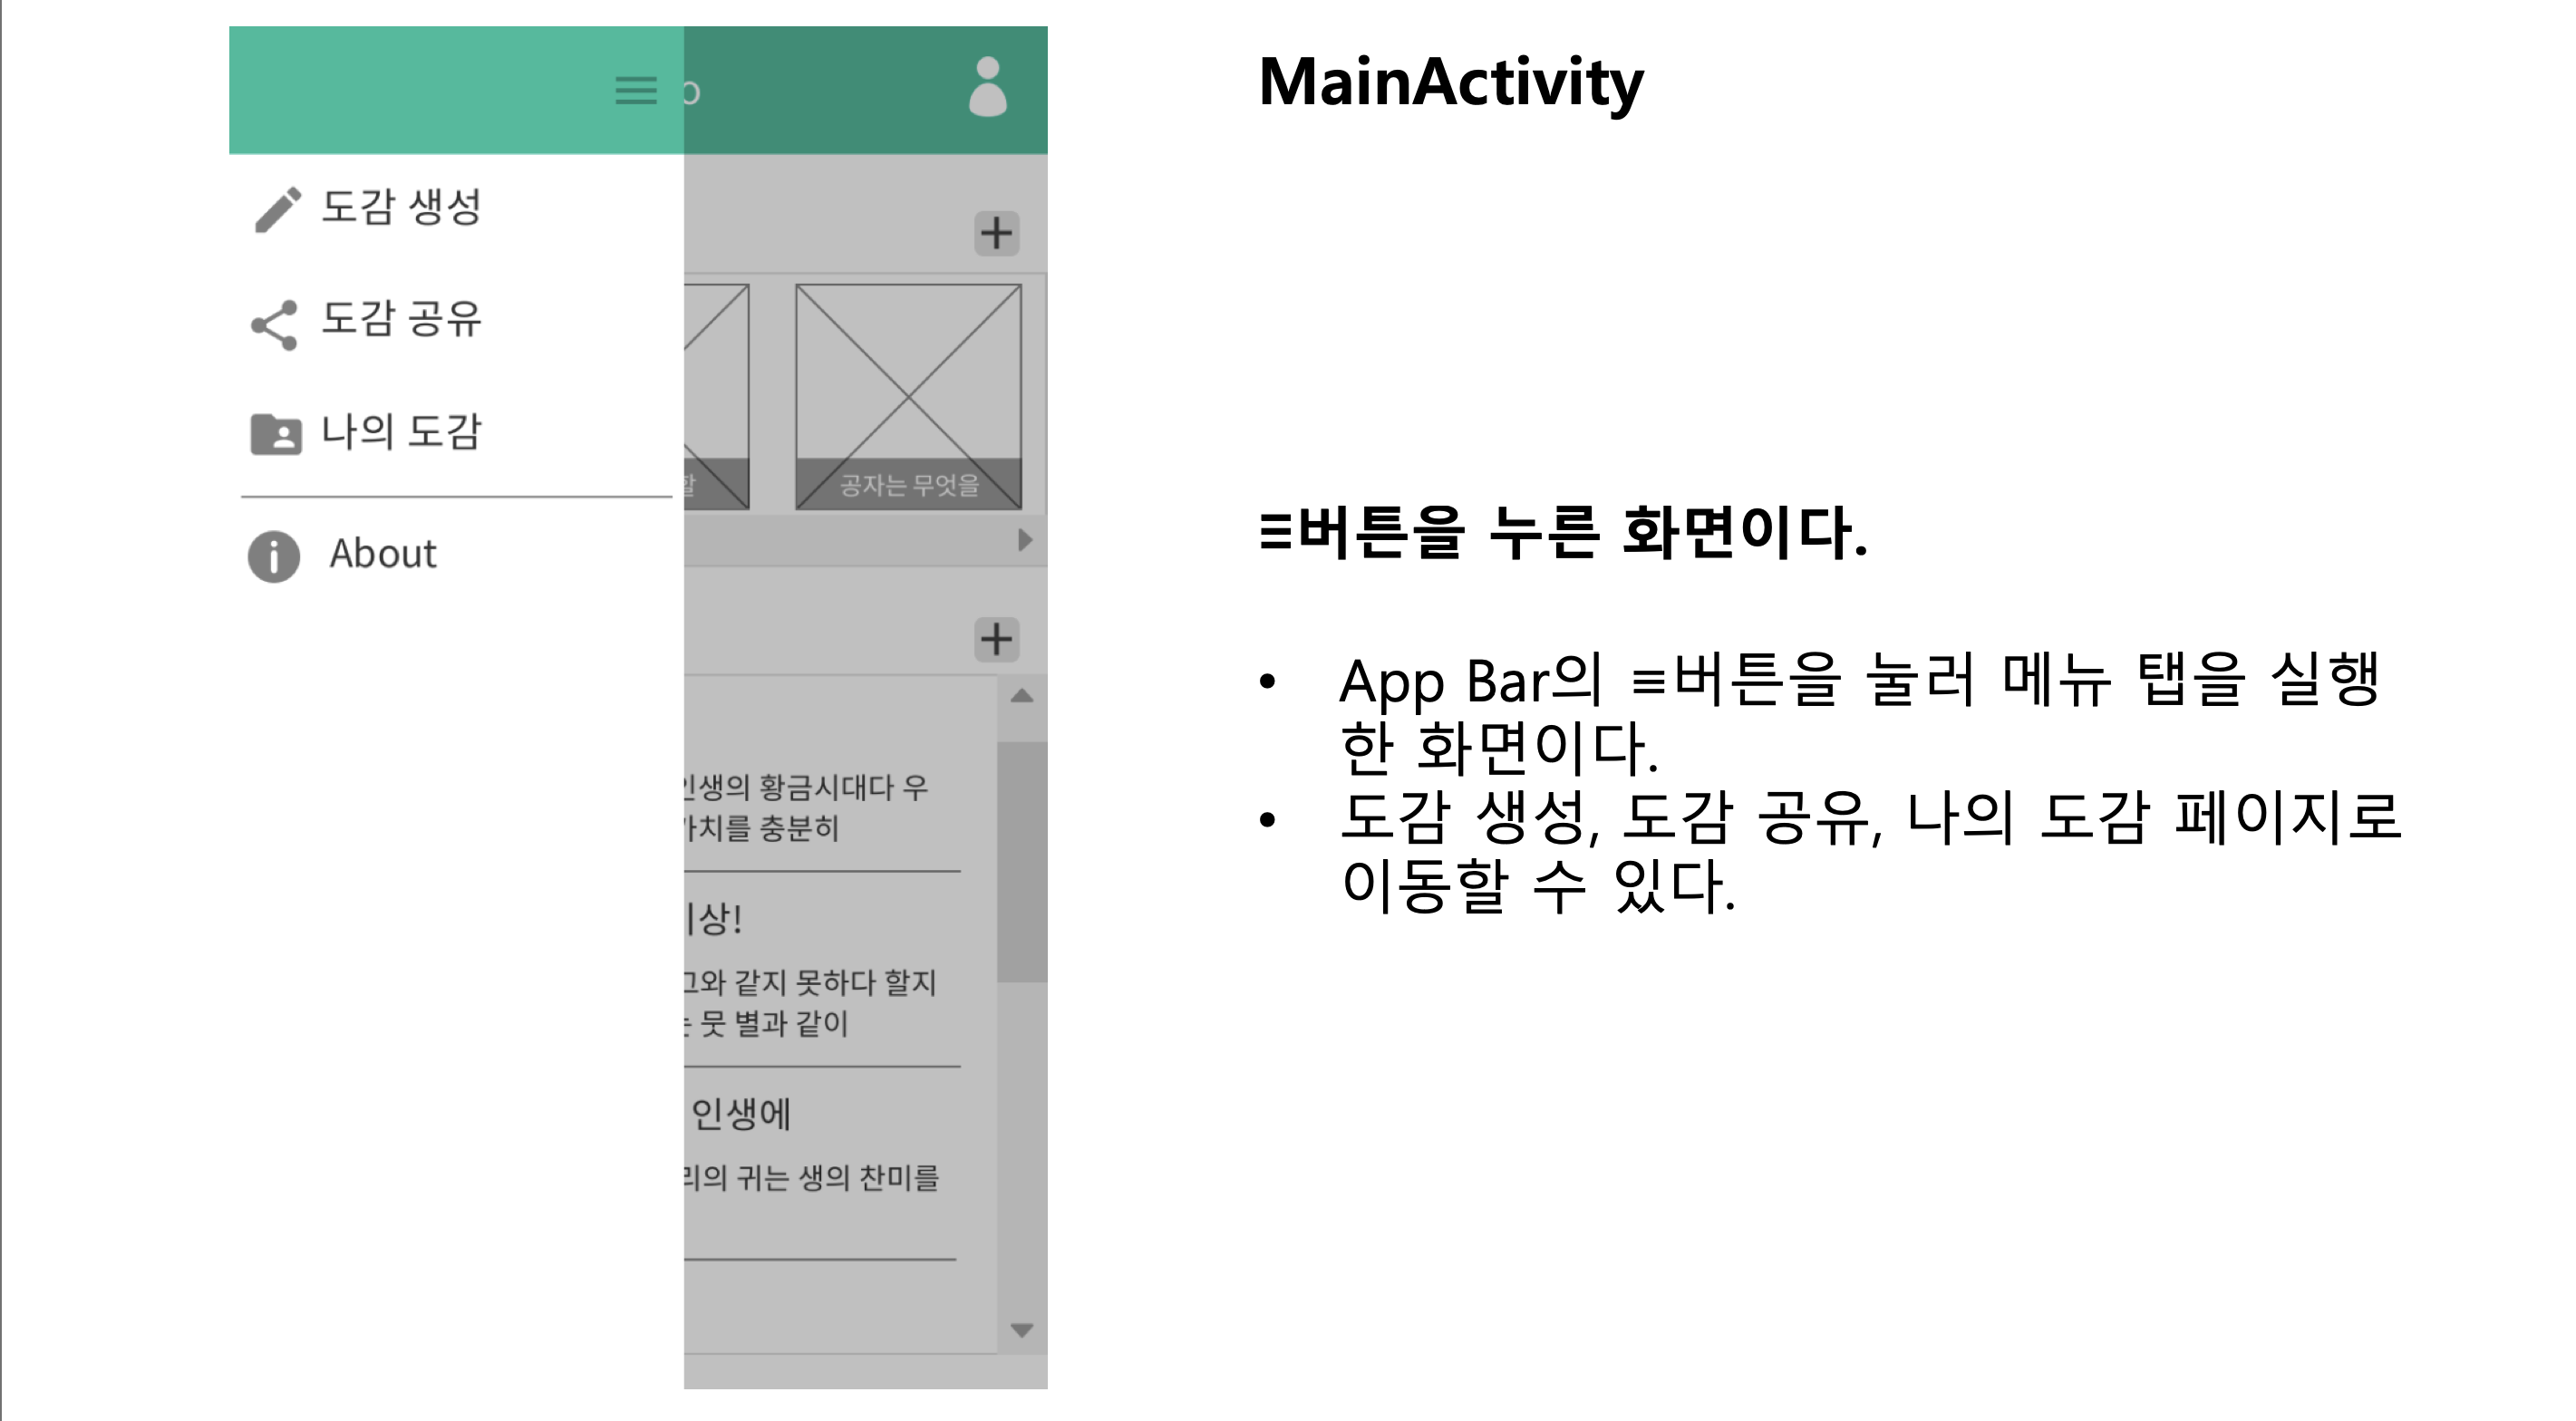 도감 생성
도감 공유
나의 도감
About
공자는 무엇을
인생의 황금시대다 우
가치를 충분히
이상!
그와 같지 못하다 할지
뭇 별과 같이
인생에
귀는 생의 찬미를
MainActivity
≡버튼을 누른 화면이다.
• App Bar의 ≡버튼을 눌러 메뉴 탭을 실행
한 화면이다.
• 도감 생성, 도감 공유, 나의 도감 페이지로
이동할 수 있다.